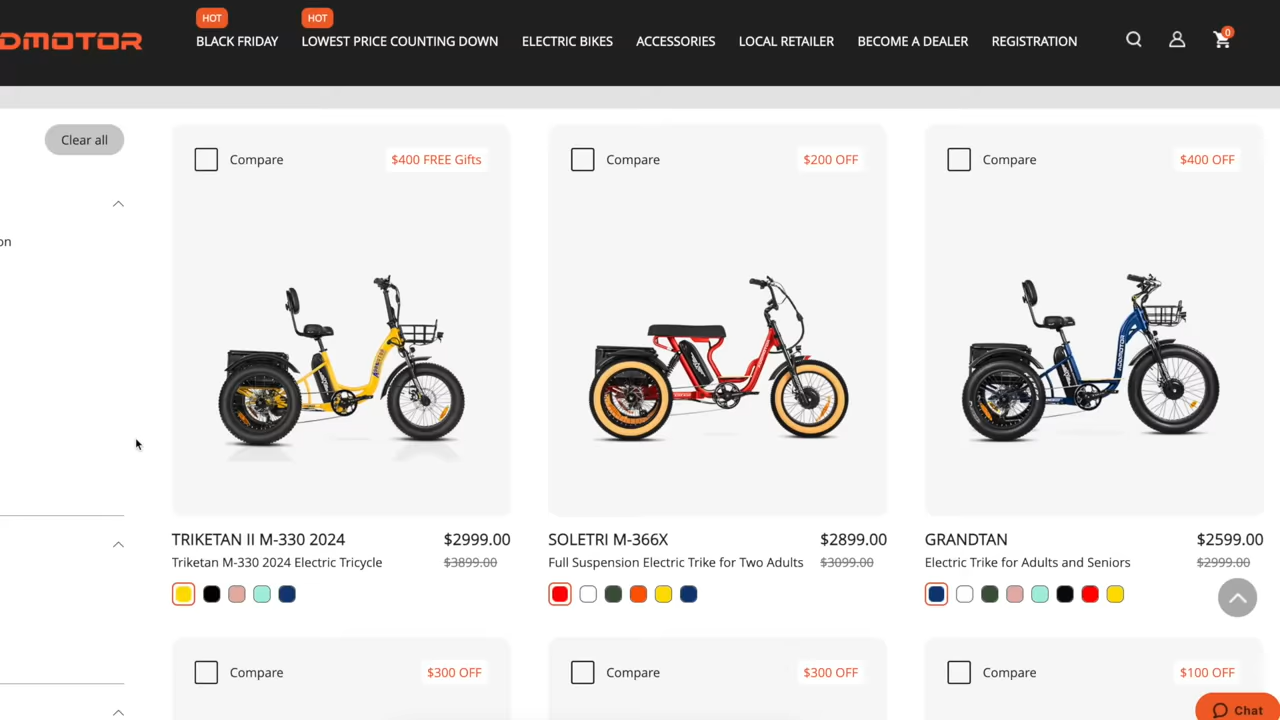 HOT HOT
DMOTOR BLACK FRIDAY LOWEST PRICE COUNTING DOWN ELECTRIC BIKES ACCESSORIES LOCAL RETAILER BECOME A DEALER REGISTRATION 0
Clear all
on
Compare $400 FREE Gifts
Compare $200 OFF
Compare $400 OFF
TRIKETAN II M-330 2024 $2999.00
Triketan M-330 2024 Electric Tricycle $3899.00
SOLETRI M-366X $2899.00
Full Suspension Electric Trike for Two Adults $3099.00
GRANDTAN $2599.00
Electric Trike for Adults and Seniors $2999.00
Compare $300 OFF
Compare $300 OFF
Compare $100 OFF
Chat